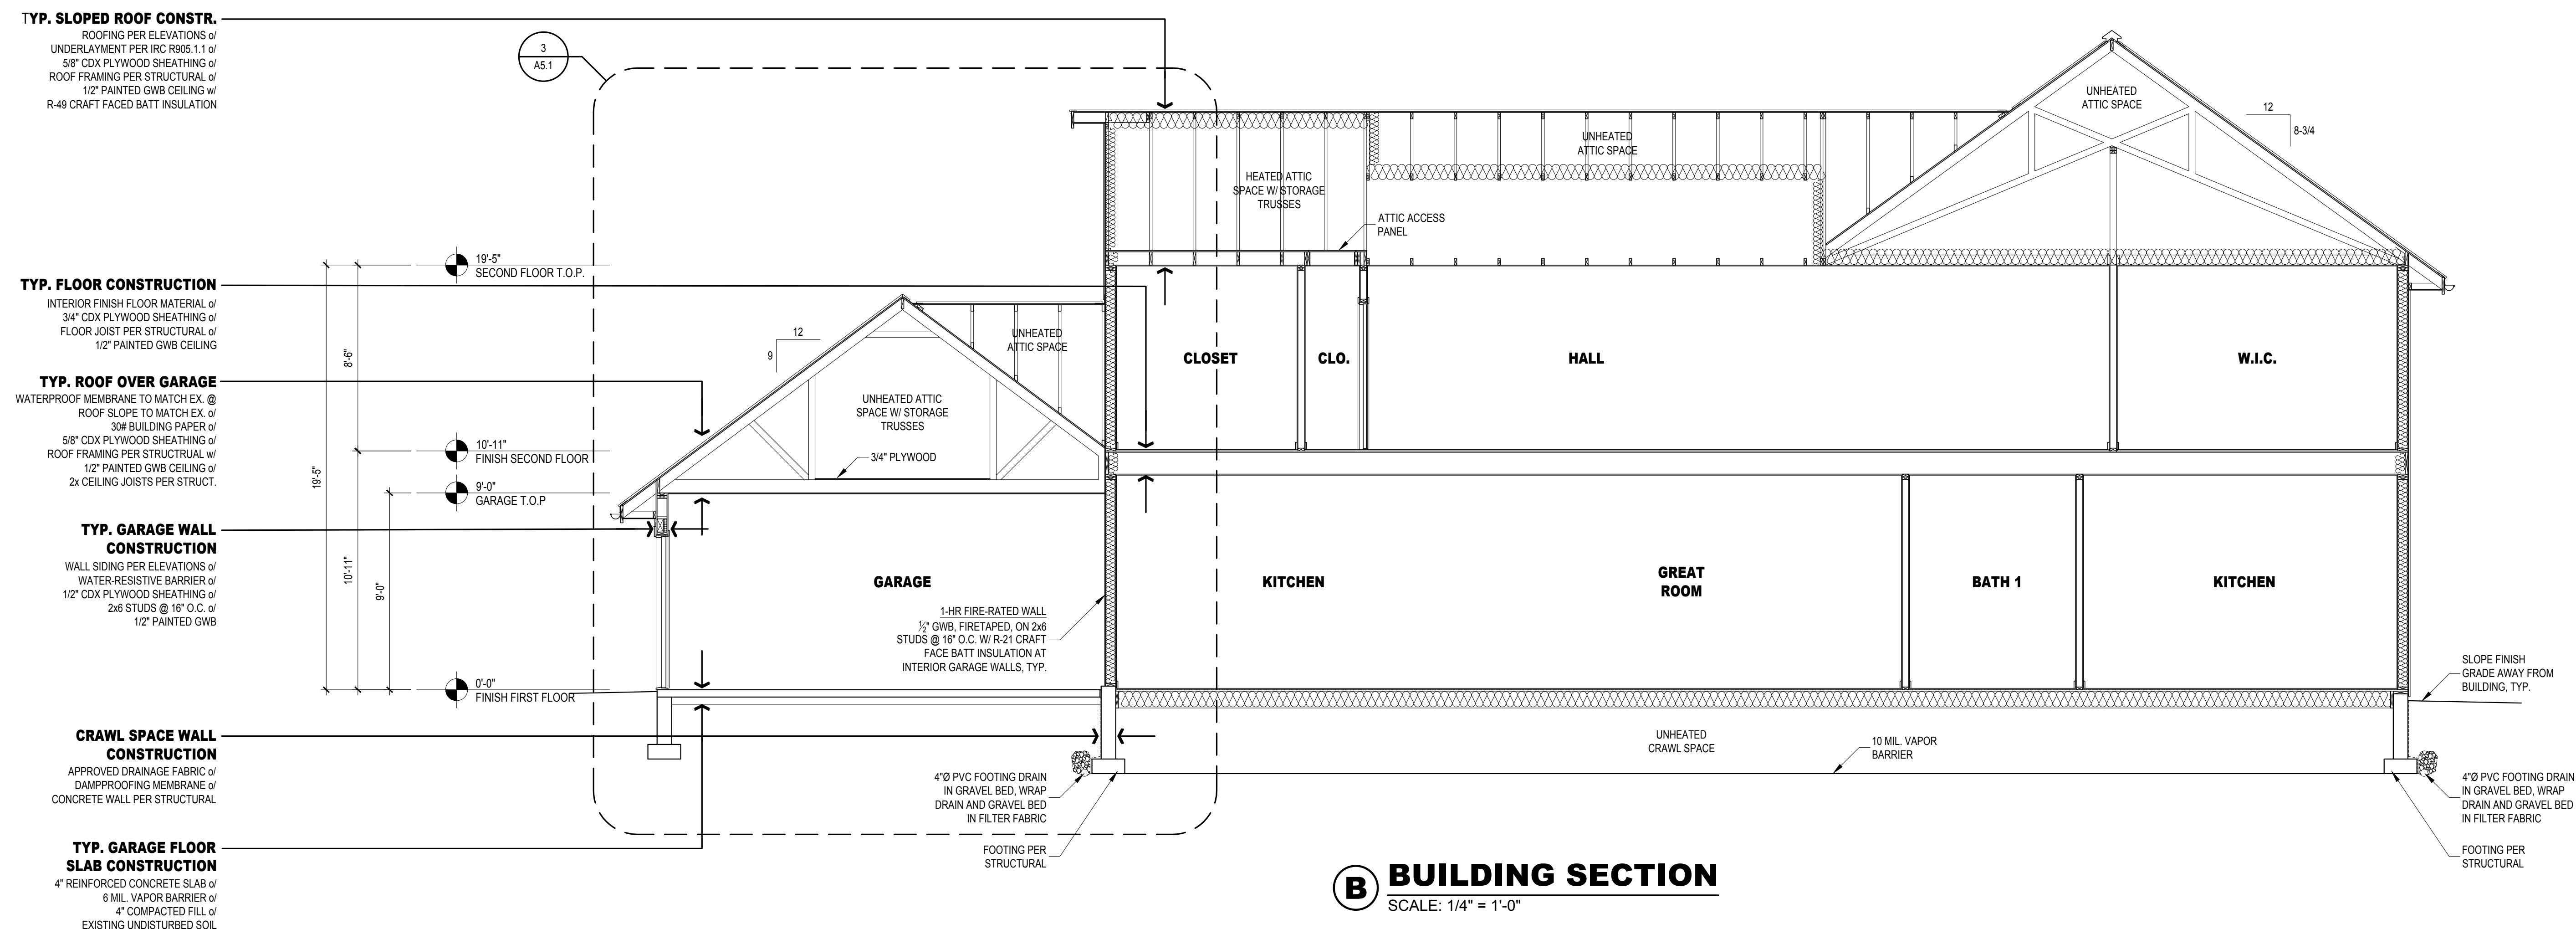 TYP. SLOPED ROOF CONSTR.
ROOFING PER ELEVATIONS o/
UNDERLAYMENT PER IRC R905.1.1 o/
5/8" CDX PLYWOOD SHEATHING o/
ROOF FRAMING PER STRUCTURAL o/
1/2" PAINTED GWB CEILING w/
R-49 CRAFT FACED BATT INSULATION
TYP. FLOOR CONSTRUCTION
INTERIOR FINISH FLOOR MATERIAL o/
3/4" CDX PLYWOOD SHEATHING o/
FLOOR JOIST PER STRUCTURAL o/
1/2" PAINTED GWB CEILING
TYP. ROOF OVER GARAGE
WATERPROOF MEMBRANE TO MATCH EX. @
ROOF SLOPE TO MATCH EX. o/
30# BUILDING PAPER o/
5/8" CDX PLYWOOD SHEATHING o/
ROOF FRAMING PER STRUCTRUAL w/
1/2" PAINTED GWB CEILING o/
2x CEILING JOISTS PER STRUCT.
TYP. GARAGE WALL
CONSTRUCTION
WALL SIDING PER ELEVATIONS o/
WATER-RESISTIVE BARRIER o/
1/2" CDX PLYWOOD SHEATHING o/
2x6 STUDS @ 16" O.C. o/
1/2" PAINTED GWB
CRAWL SPACE WALL
CONSTRUCTION
APPROVED DRAINAGE FABRIC o/
DAMPPROOFING MEMBRANE o/
CONCRETE WALL PER STRUCTURAL
TYP. GARAGE FLOOR
SLAB CONSTRUCTION
4" REINFORCED CONCRETE SLAB o/
6 MIL. VAPOR BARRIER o/
4" COMPACTED FILL o/
EXISTING UNDISTURBED SOIL
3
A5.1
19'-5"
SECOND FLOOR T.O.P.
10'-11"
FINISH SECOND FLOOR
9'-0"
GARAGE T.O.P
0'-0"
FINISH FIRST FLOOR
19'-5"
8'-6"
10'-11"
9'-0"
12
9
UNHEATED
ATTIC SPACE
UNHEATED ATTIC
SPACE W/ STORAGE
TRUSSES
3/4" PLYWOOD
GARAGE
1-HR FIRE-RATED WALL
½" GWB, FIRETAPED, ON 2x6
STUDS @ 16" O.C. W/ R-21 CRAFT
FACE BATT INSULATION AT
INTERIOR GARAGE WALLS, TYP.
4"Ø PVC FOOTING DRAIN
IN GRAVEL BED, WRAP
DRAIN AND GRAVEL BED
IN FILTER FABRIC
FOOTING PER
STRUCTURAL
HEATED ATTIC
SPACE W/ STORAGE
TRUSSES
ATTIC ACCESS
PANEL
UNHEATED
ATTIC SPACE
UNHEATED
ATTIC SPACE
12
8-3/4
CLOSET
CLO.
HALL
W.I.C.
KITCHEN
GREAT
ROOM
BATH 1
KITCHEN
UNHEATED
CRAWL SPACE
10 MIL. VAPOR
BARRIER
SLOPE FINISH
GRADE AWAY FROM
BUILDING, TYP.
4"Ø PVC FOOTING DRAIN
IN GRAVEL BED, WRAP
DRAIN AND GRAVEL BED
IN FILTER FABRIC
FOOTING PER
STRUCTURAL
B
BUILDING SECTION
SCALE: 1/4" = 1'-0"